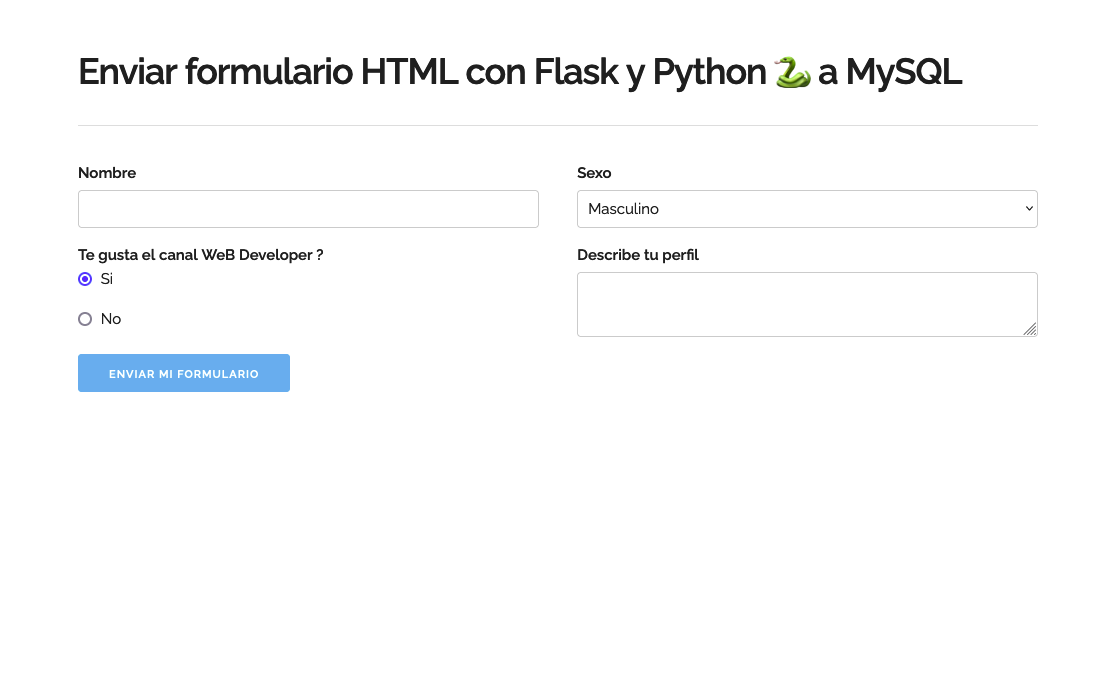 Enviar formulario HTML con Flask y Python 🐍 a MySQL
Nombre
Sexo
Masculino
Te gusta el canal WeB Developer ?
Si
No
Describe tu perfil
ENVIAR MI FORMULARIO